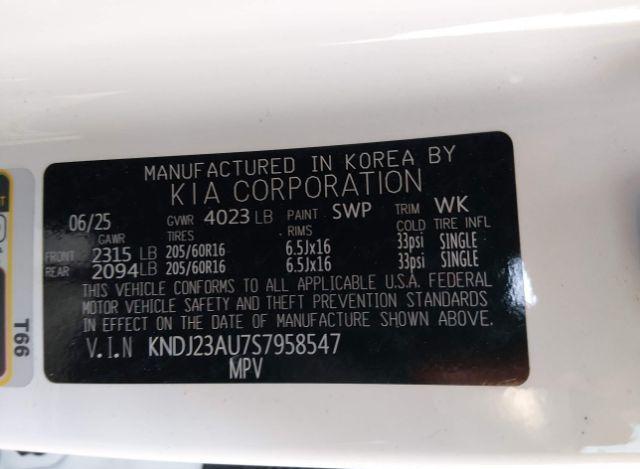 MANUFACTURED IN KOREA BY
KIA CORPORATION
06/25 GVWR 4023 LB PAINT SWP TRIM WK
GAWR TIRES RIMS COLD TIRE INFL
FRONT 2315 LB 205/60R16 6.5Jx16 33psi SINGLE
REAR 2094 LB 205/60R16 6.5Jx16 33psi SINGLE
THIS VEHICLE CONFORMS TO ALL APPLICABLE U.S.A. FEDERAL
MOTOR VEHICLE SAFETY AND THEFT PREVENTION STANDARDS
IN EFFECT ON THE DATE OF MANUFACTURE SHOWN ABOVE.
V.I.N KNDJ23AU7S7958547
MPV
T66